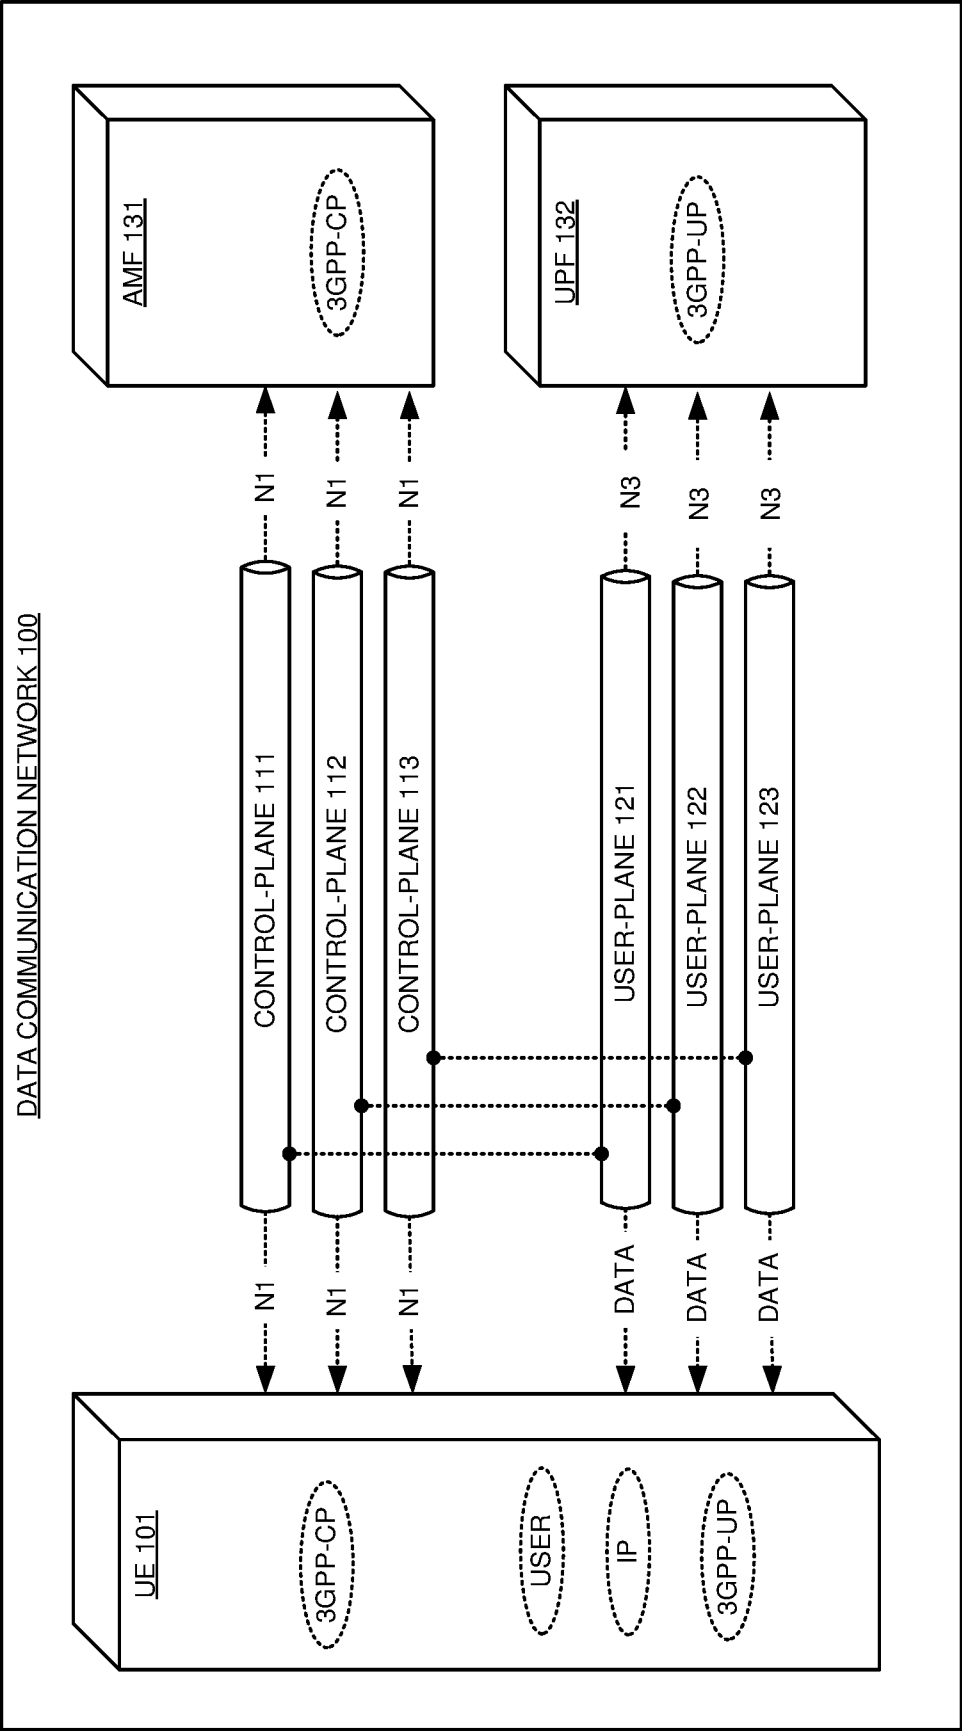 DATA COMMUNICATION NETWORK 100
UE 101
3GPP-CP
USER
IP
3GPP-UP
N1
CONTROL-PLANE 111
N1
N1
CONTROL-PLANE 112
N1
N1
CONTROL-PLANE 113
N1
DATA
USER-PLANE 121
N3
DATA
USER-PLANE 122
N3
DATA
USER-PLANE 123
N3
AMF 131
3GPP-CP
UPF 132
3GPP-UP